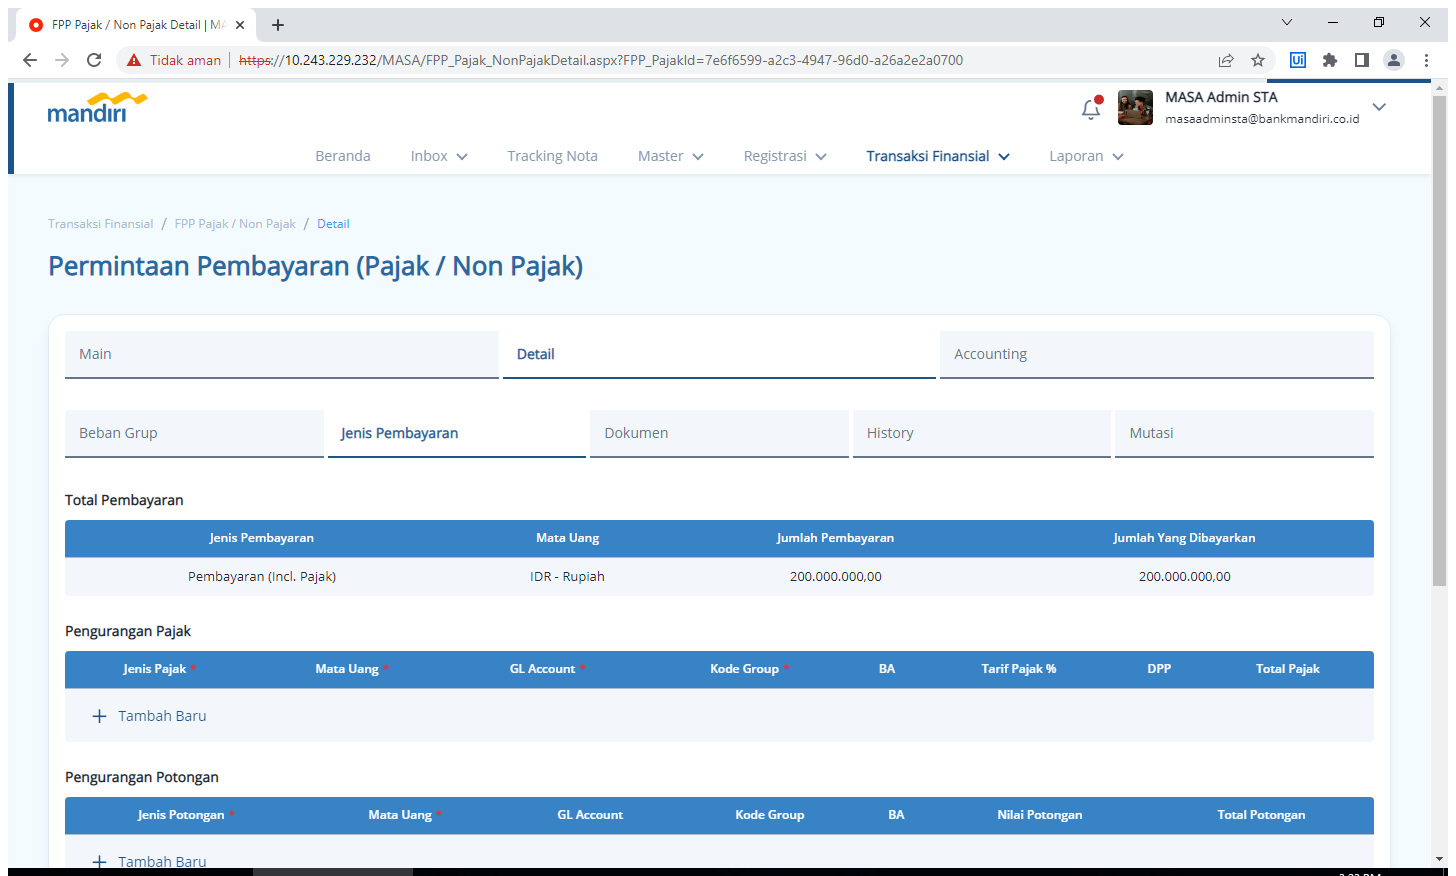 FPP Pajak / Non Pajak Detail | MA
Tidak aman https://10.243.229.232/MASA/FPP_Pajak_NonPajakDetail.aspx?FPP_PajakId=7e6f6599-a2c3-4947-96d0-a26a2e2a0700
Ui
mandiri
MASA Admin STA
masaadminsta@bankmandiri.co.id
Beranda Inbox Tracking Nota Master Registrasi Transaksi Finansial Laporan
Transaksi Finansial / FPP Pajak / Non Pajak / Detail
Permintaan Pembayaran (Pajak / Non Pajak)
Main Detail Accounting
Beban Grup Jenis Pembayaran Dokumen History Mutasi
Total Pembayaran
Jenis Pembayaran Mata Uang Jumlah Pembayaran Jumlah Yang Dibayarkan
Pembayaran (Incl. Pajak) IDR - Rupiah 200.000.000,00 200.000.000,00
Pengurangan Pajak
Jenis Pajak * Mata Uang * GL Account * Kode Group * BA Tarif Pajak % DPP Total Pajak
+ Tambah Baru
Pengurangan Potongan
Jenis Potongan * Mata Uang * GL Account Kode Group BA Nilai Potongan Total Potongan
+ Tambah Baru